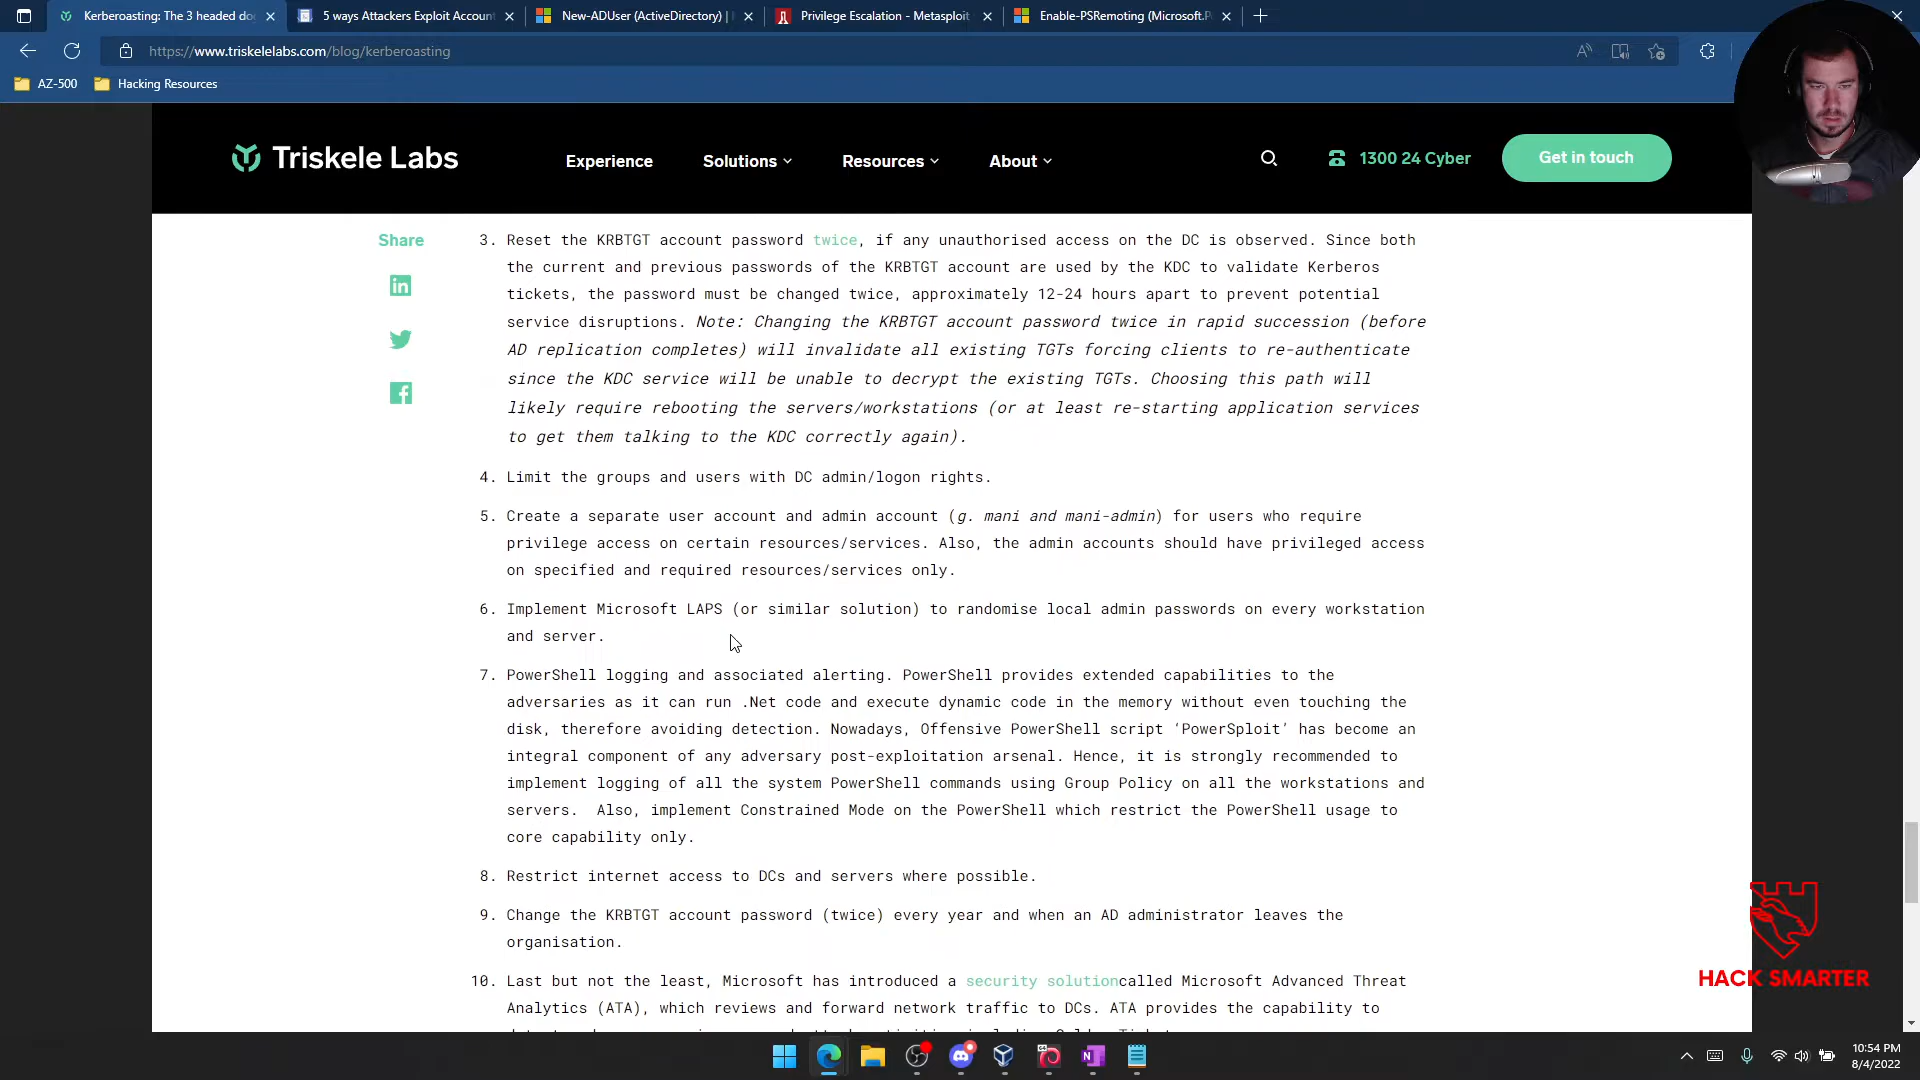 Kerberoasting: The 3 headed do
5 ways Attackers Exploit Account
New-ADUser (ActiveDirectory) |
Privilege Escalation - Metasploit
Enable-PSRemoting (Microsoft.P
https://www.triskelelabs.com/blog/kerberoasting
AZ-500
Hacking Resources
Triskele Labs
Experience
Solutions
Resources
About
1300 24 Cyber
Get in touch
Share
3. Reset the KRBTGT account password twice, if any unauthorised access on the DC is observed. Since both
the current and previous passwords of the KRBTGT account are used by the KDC to validate Kerberos
tickets, the password must be changed twice, approximately 12-24 hours apart to prevent potential
service disruptions. Note: Changing the KRBTGT account password twice in rapid succession (before
AD replication completes) will invalidate all existing TGTs forcing clients to re-authenticate
since the KDC service will be unable to decrypt the existing TGTs. Choosing this path will
likely require rebooting the servers/workstations (or at least re-starting application services
to get them talking to the KDC correctly again).
4. Limit the groups and users with DC admin/logon rights.
5. Create a separate user account and admin account (g. mani and mani-admin) for users who require
privilege access on certain resources/services. Also, the admin accounts should have privileged access
on specified and required resources/services only.
6. Implement Microsoft LAPS (or similar solution) to randomise local admin passwords on every workstation
and server.
7. PowerShell logging and associated alerting. PowerShell provides extended capabilities to the
adversaries as it can run .Net code and execute dynamic code in the memory without even touching the
disk, therefore avoiding detection. Nowadays, Offensive PowerShell script ‘PowerSploit’ has become an
integral component of any adversary post-exploitation arsenal. Hence, it is strongly recommended to
implement logging of all the system PowerShell commands using Group Policy on all the workstations and
servers.  Also, implement Constrained Mode on the PowerShell which restrict the PowerShell usage to
core capability only.
8. Restrict internet access to DCs and servers where possible.
9. Change the KRBTGT account password (twice) every year and when an AD administrator leaves the
organisation.
10. Last but not the least, Microsoft has introduced a security solutioncalled Microsoft Advanced Threat
Analytics (ATA), which reviews and forward network traffic to DCs. ATA provides the capability to
HACK SMARTER
10:54 PM
8/4/2022